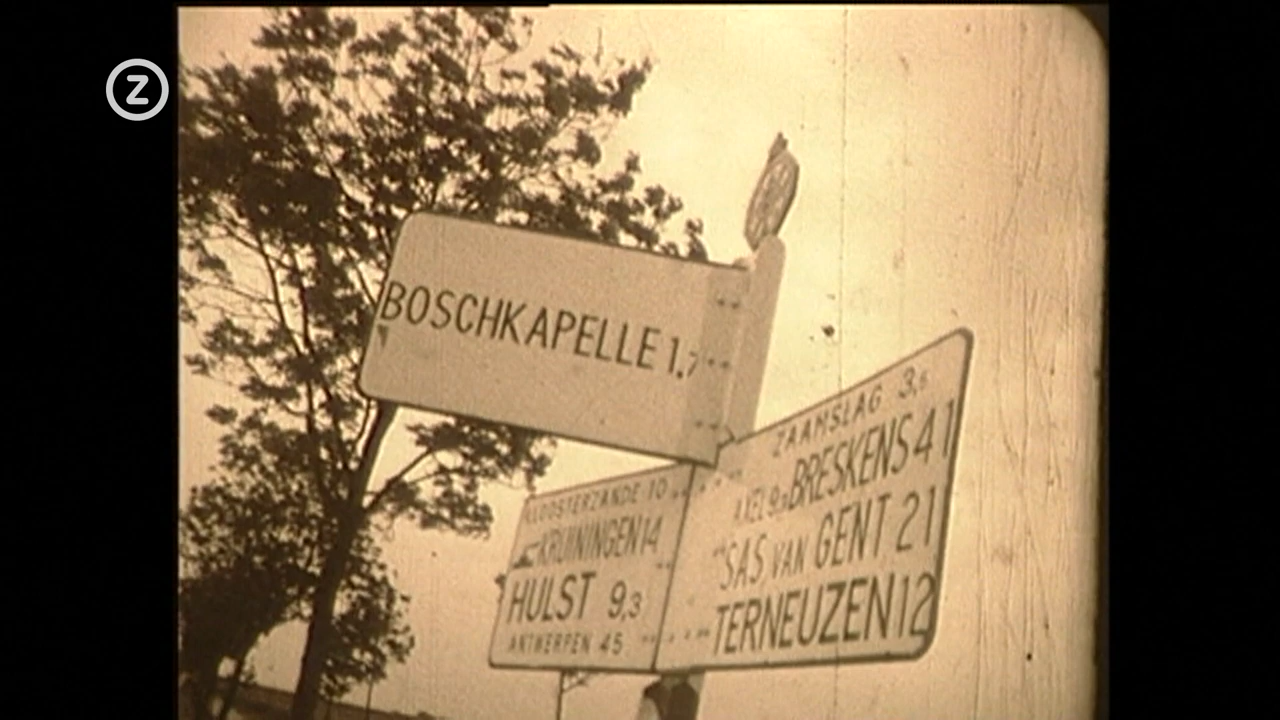 Z
BOSCHKAPELLE 1.7
ZAAMSLAG 3.6
AXEL 9.9 BRESKENS 41
SAS VAN GENT 21
TERNEUZEN 12
KLOOSTERZANDE 10
KRUININGEN 14
HULST 9,3
ANTWERPEN 45